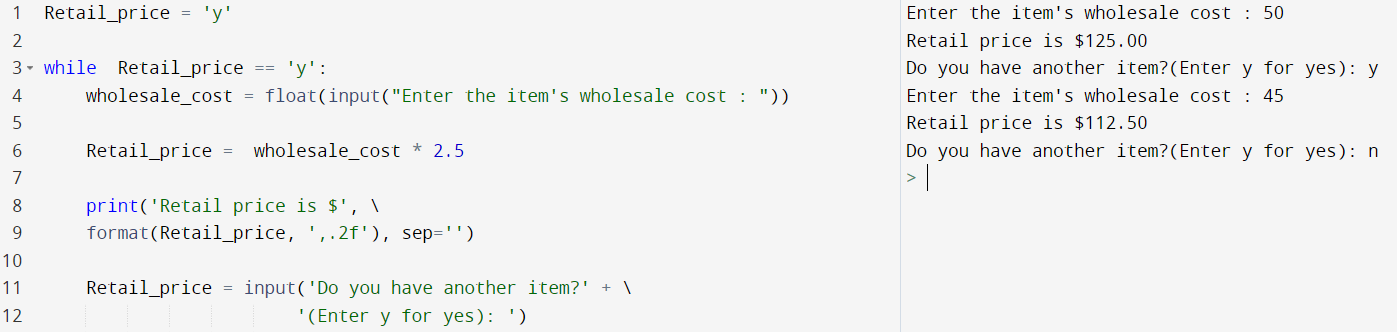 1 Retail_price = 'y'
2
3 while  Retail_price == 'y':
4     wholesale_cost = float(input("Enter the item's wholesale cost : "))
5
6     Retail_price =  wholesale_cost * 2.5
7
8     print('Retail price is $', \
9     format(Retail_price, ',.2f'), sep='')
10
11     Retail_price = input('Do you have another item?' + \
12                         '(Enter y for yes): ')
Enter the item's wholesale cost : 50
Retail price is $125.00
Do you have another item?(Enter y for yes): y
Enter the item's wholesale cost : 45
Retail price is $112.50
Do you have another item?(Enter y for yes): n
>